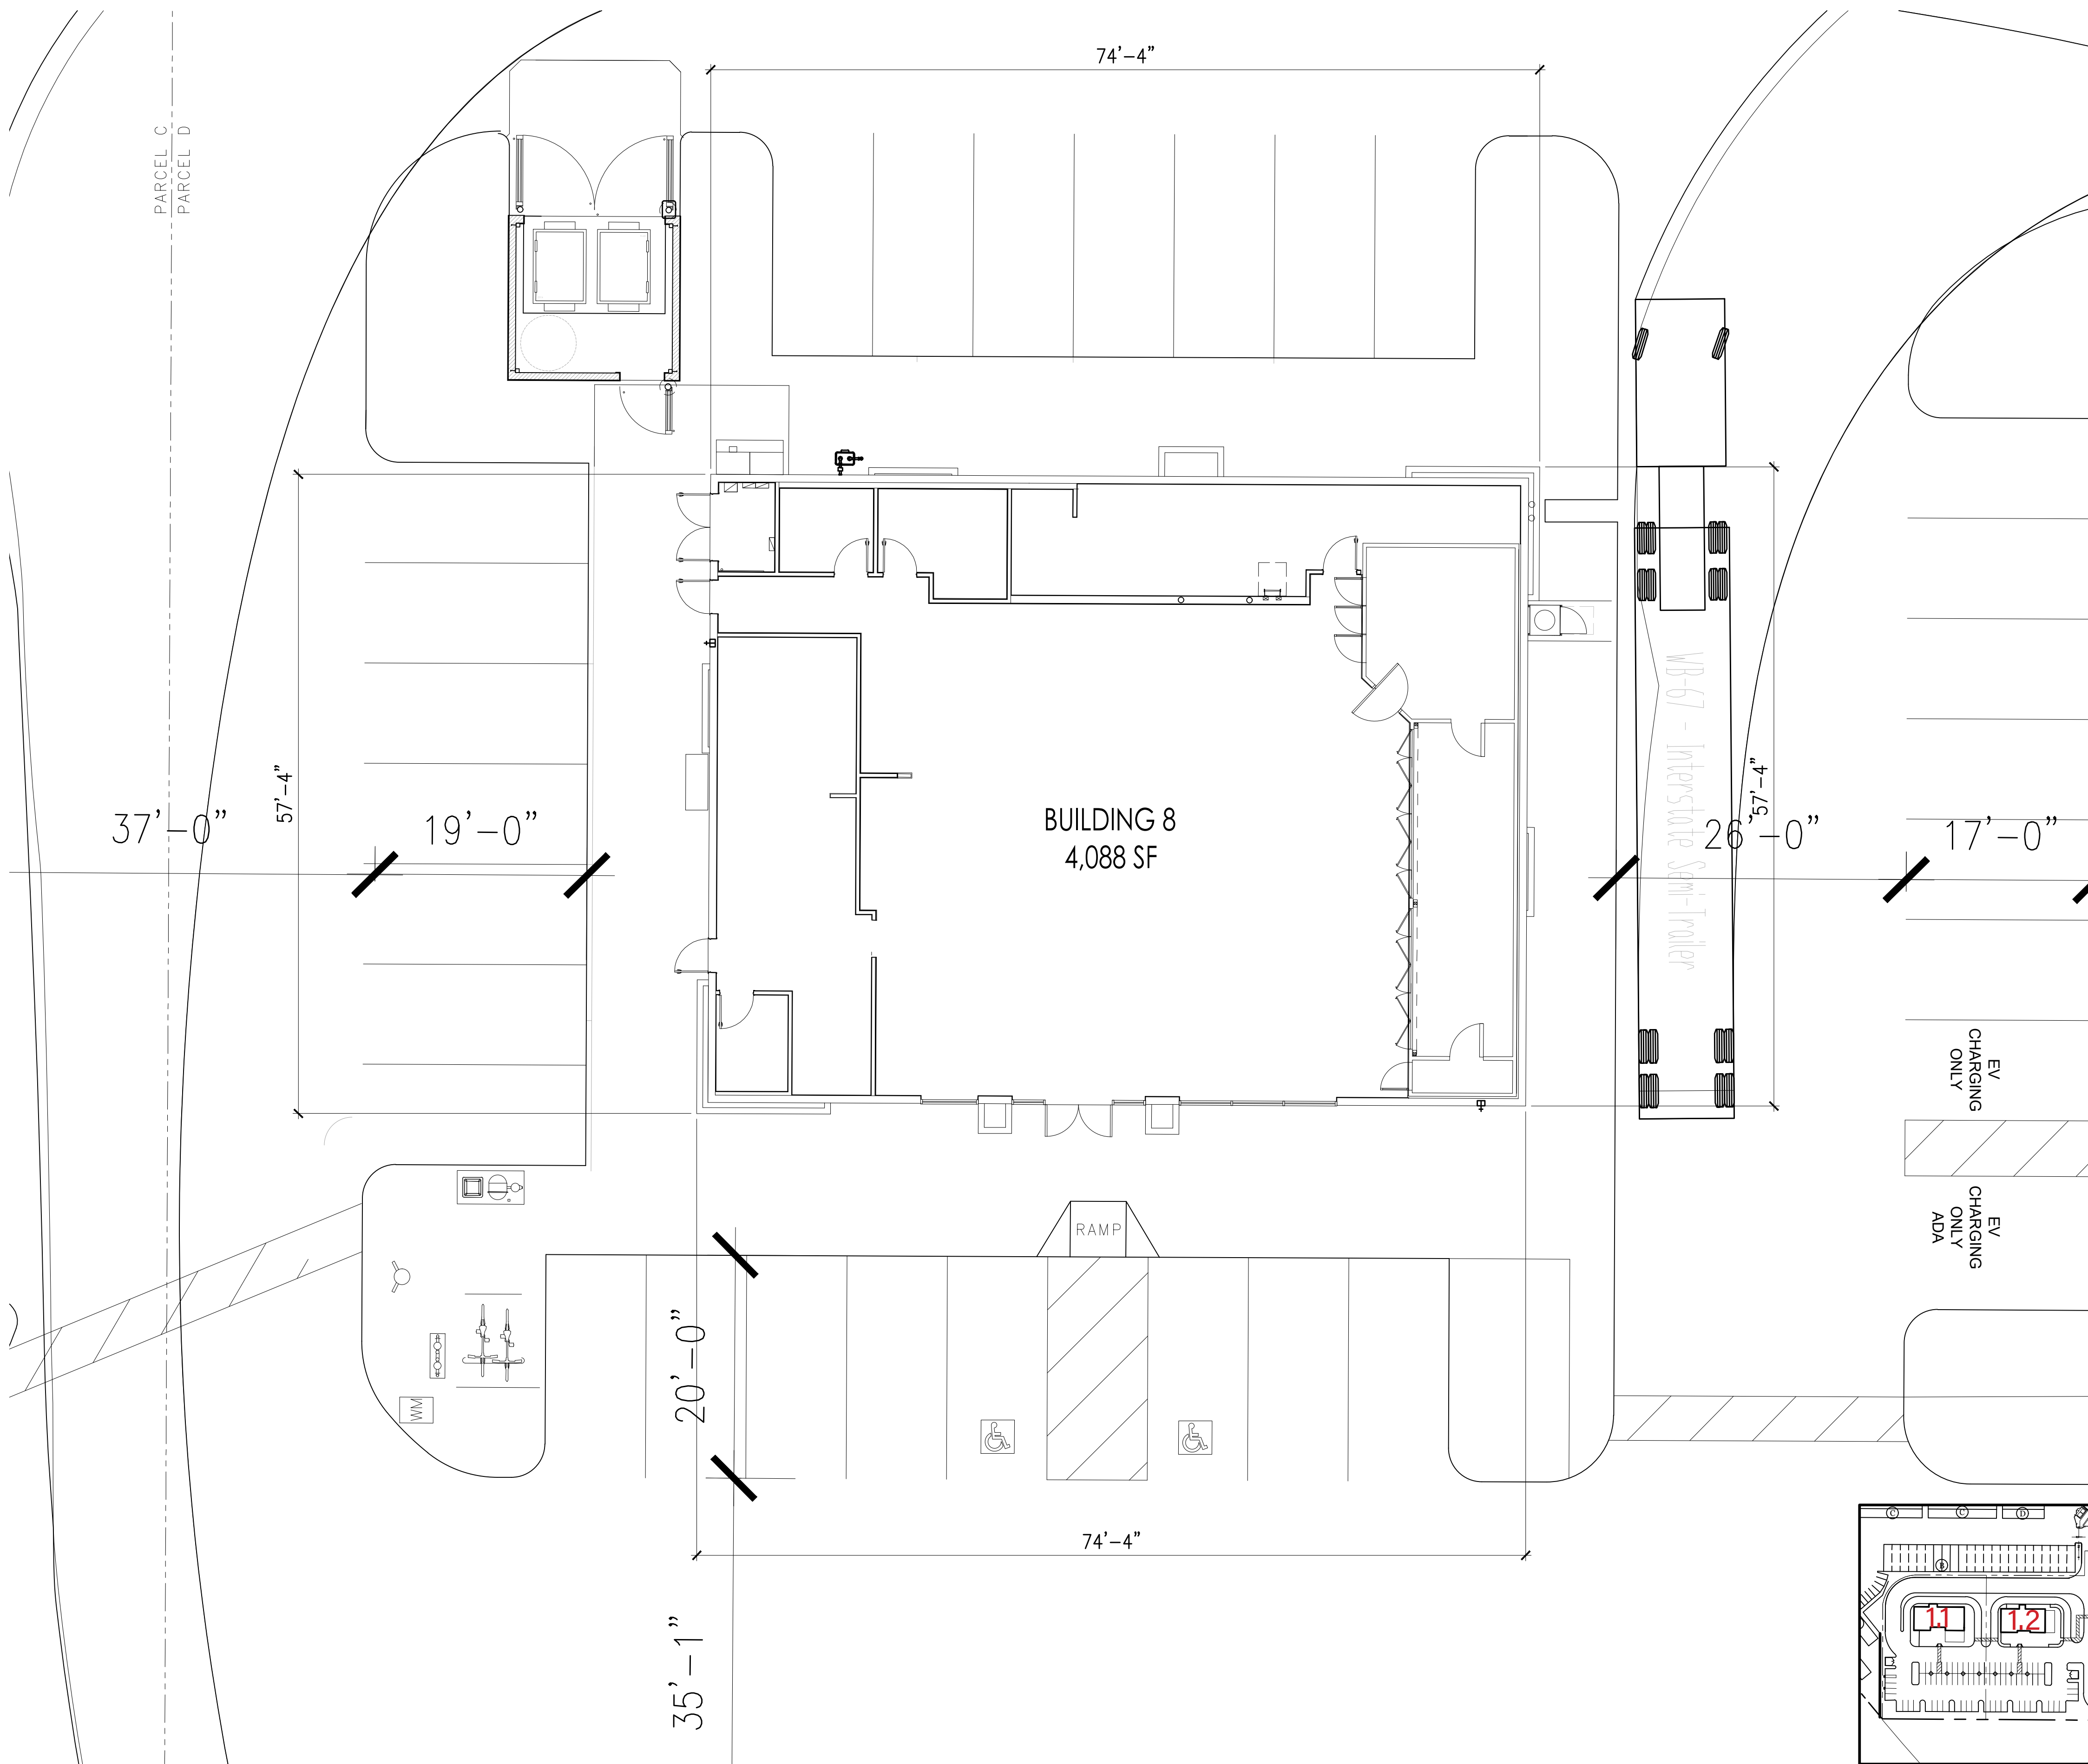 74'-4"
PARCEL C
PARCEL D
57'-4"
37'-0"
19'-0"
BUILDING 8
4,088 SF
WB-67 - Interstate Semi-Trailer
57'-4"
26'-0"
17'-0"
EV
CHARGING
ONLY
EV
CHARGING
ONLY
ADA
RAMP
20'-0"
WM
74'-4"
35'-1"
C
C
D
B
1.1
1.2